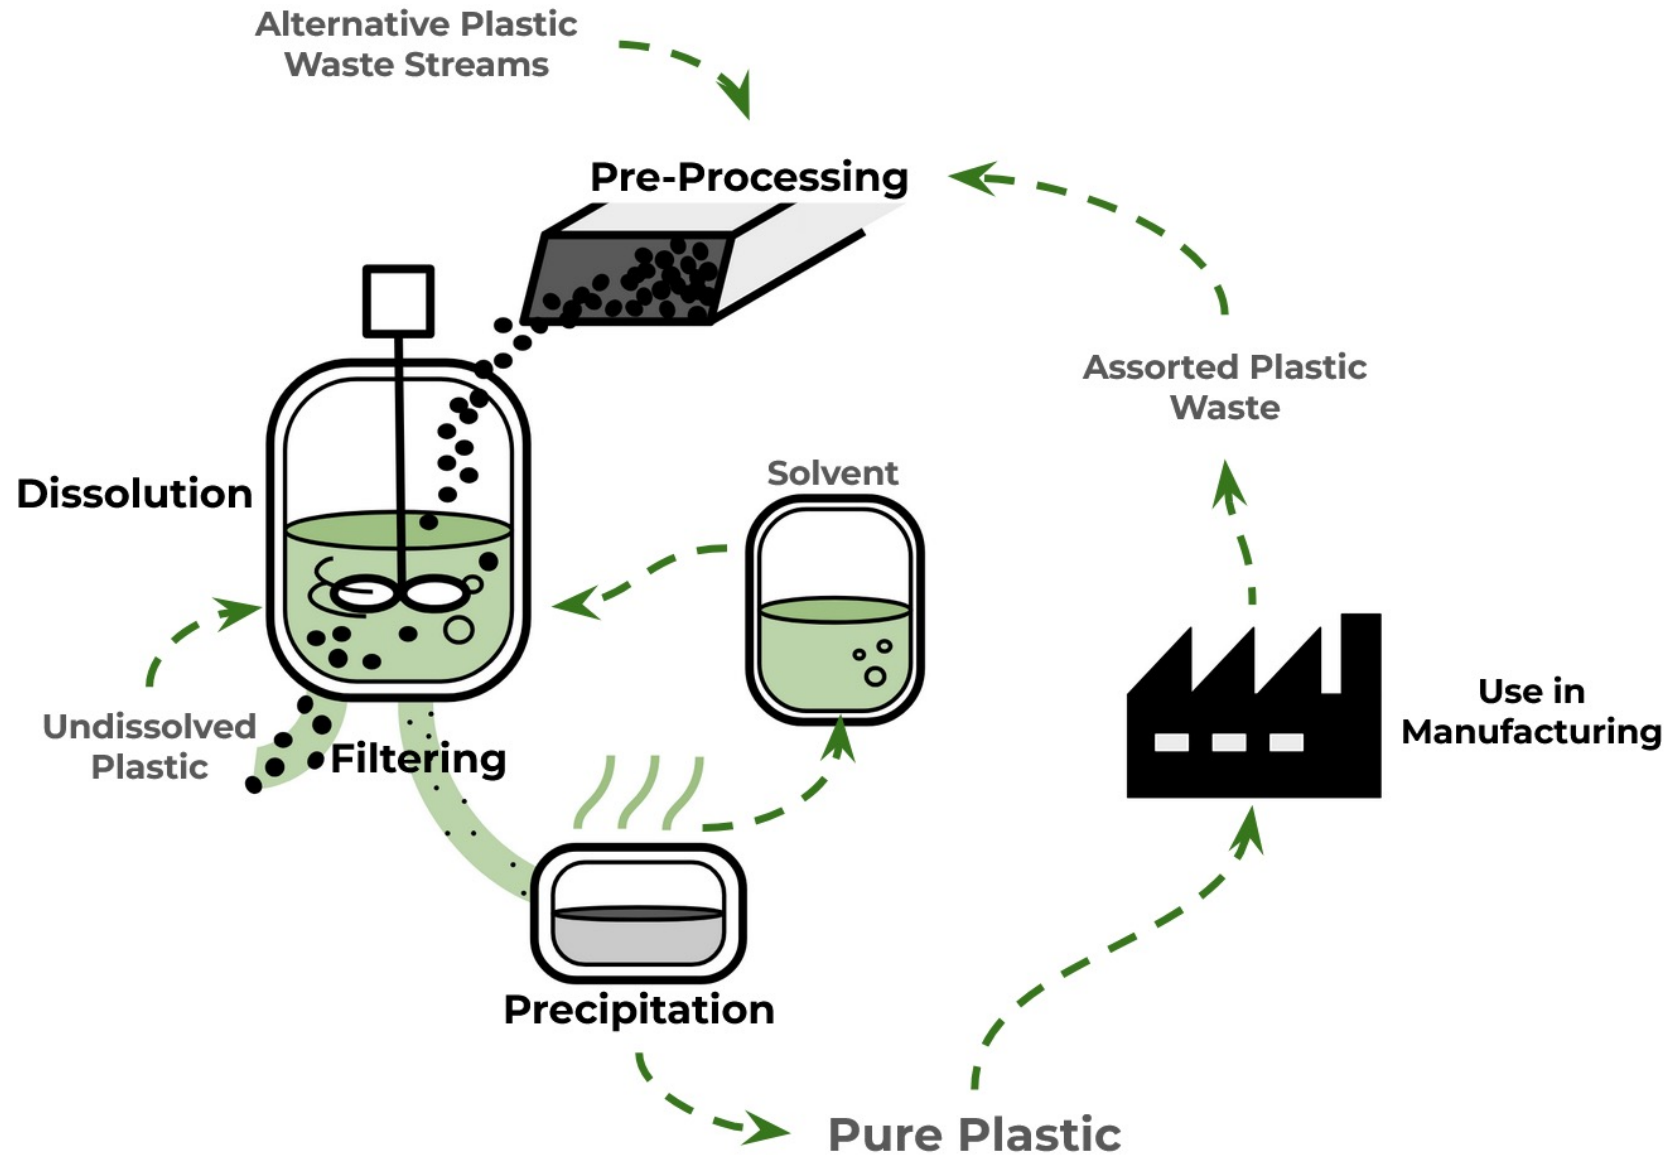 Alternative Plastic
Waste Streams
Pre-Processing
Assorted Plastic
Waste
Dissolution
Solvent
Undissolved
Plastic
Filtering
Use in
Manufacturing
Precipitation
Pure Plastic